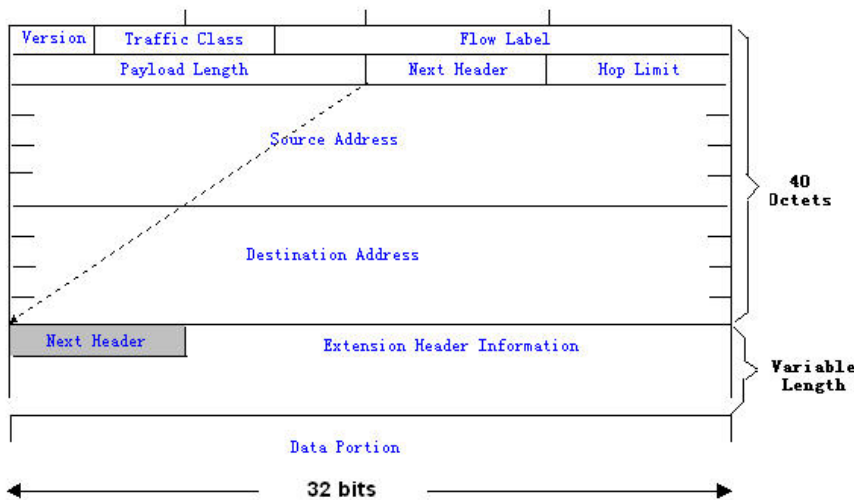 Version Traffic Class Flow Label
Payload Length Next Header Hop Limit
Source Address
40
Octets
Destination Address
Next Header Extension Header Information
Variable
Length
Data Portion
32 bits